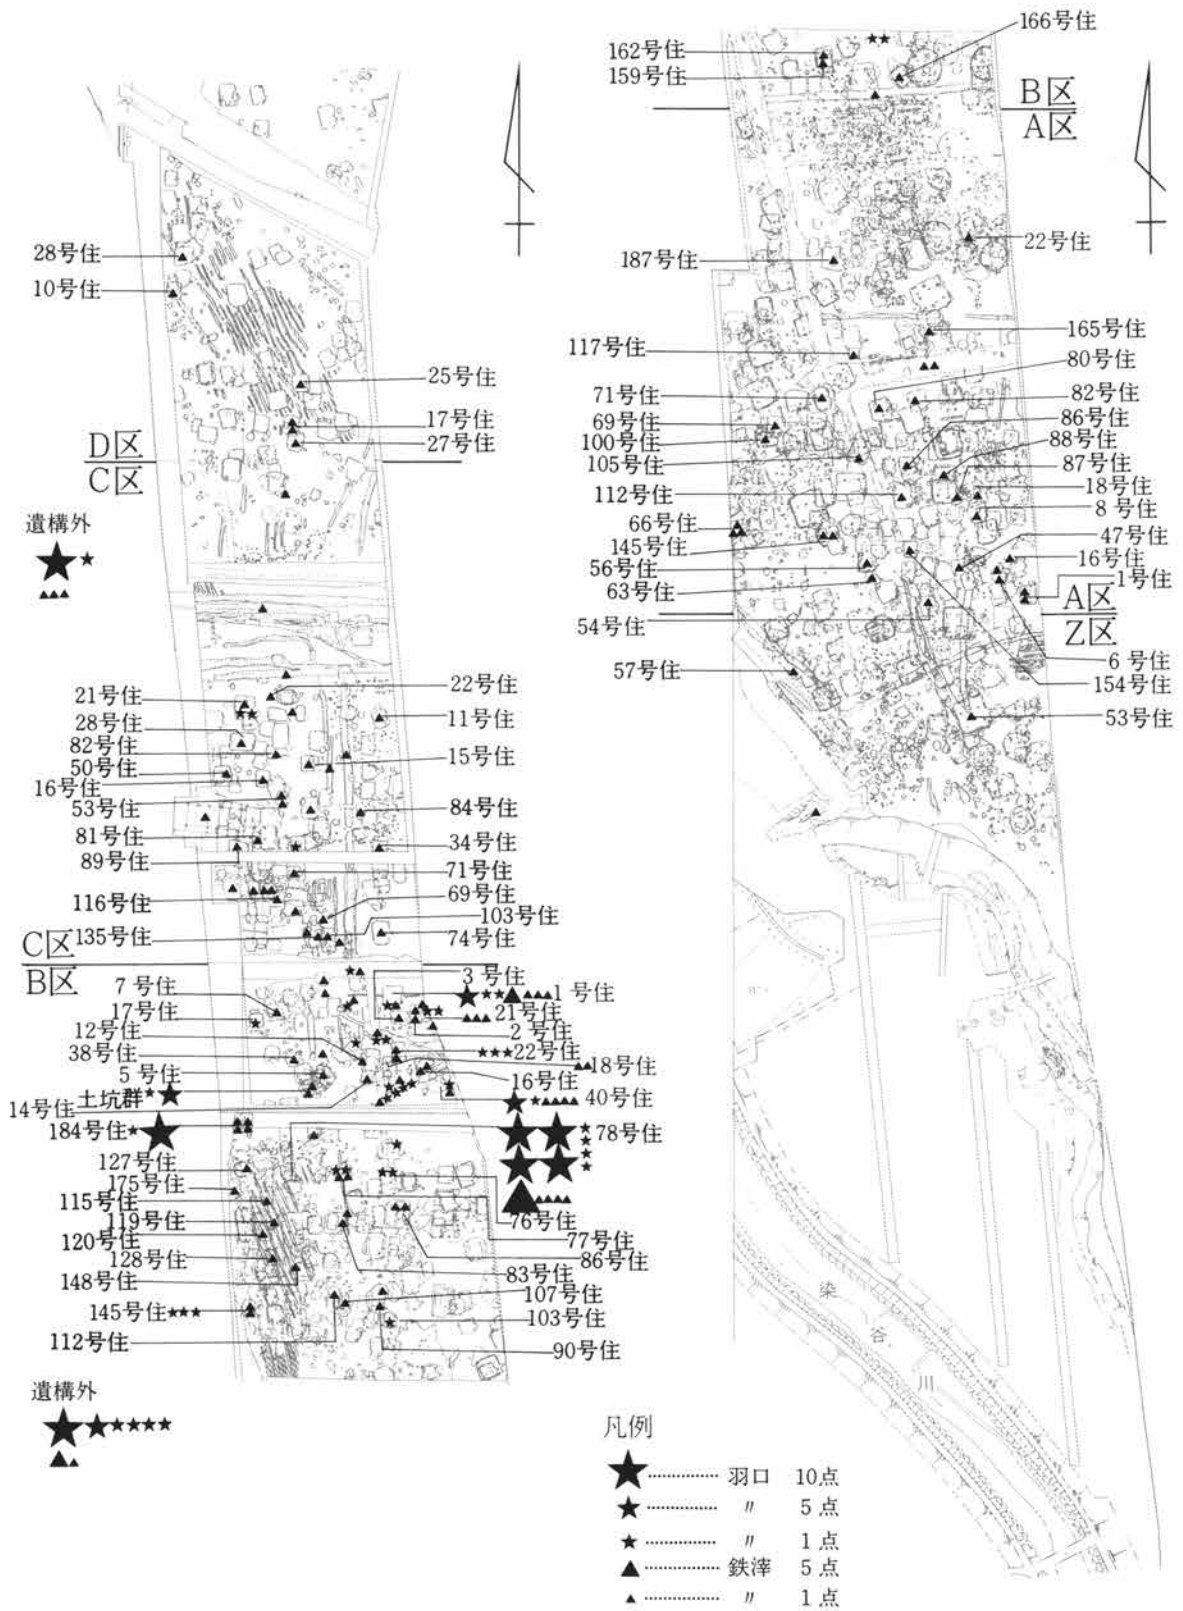 28号住
10号住
25号住
17号住
27号住
D区
C区
遺構外
21号住
28号住
82号住
50号住
16号住
53号住
81号住
89号住
116号住
135号住
22号住
11号住
15号住
84号住
34号住
71号住
69号住
103号住
74号住
C区
B区
7 号住
17号住
12号住
38号住
5 号住
土坑群
14号住
184号住
127号住
175号住
115号住
119号住
120号住
128号住
148号住
145号住
112号住
3 号住
1 号住
21号住
2 号住
22号住
18号住
16号住
40号住
78号住
76号住
77号住
86号住
83号住
107号住
103号住
90号住
遺構外
162号住
159号住
166号住
B区
A区
187号住
22号住
117号住
165号住
80号住
71号住
82号住
69号住
86号住
100号住
88号住
105号住
87号住
112号住
18号住
8 号住
66号住
47号住
145号住
16号住
56号住
1号住
63号住
A区
Z区
54号住
6 号住
57号住
154号住
53号住
染
谷
川
凡例
羽口 10点
〃 5点
〃 1点
鉄滓 5点
〃 1点